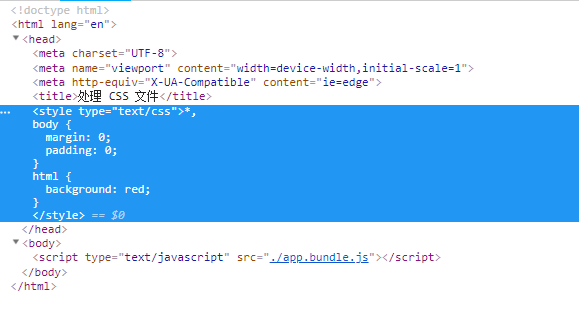 <!doctype html>
<html lang="en">
<head>
<meta charset="UTF-8">
<meta name="viewport" content="width=device-width,initial-scale=1">
<meta http-equiv="X-UA-Compatible" content="ie=edge">
<title>处理 CSS 文件</title>
<style type="text/css">*,
body {
margin: 0;
padding: 0;
}
html {
background: red;
}
</style> == $0
</head>
<body>
<script type="text/javascript" src="./app.bundle.js"></script>
</body>
</html>